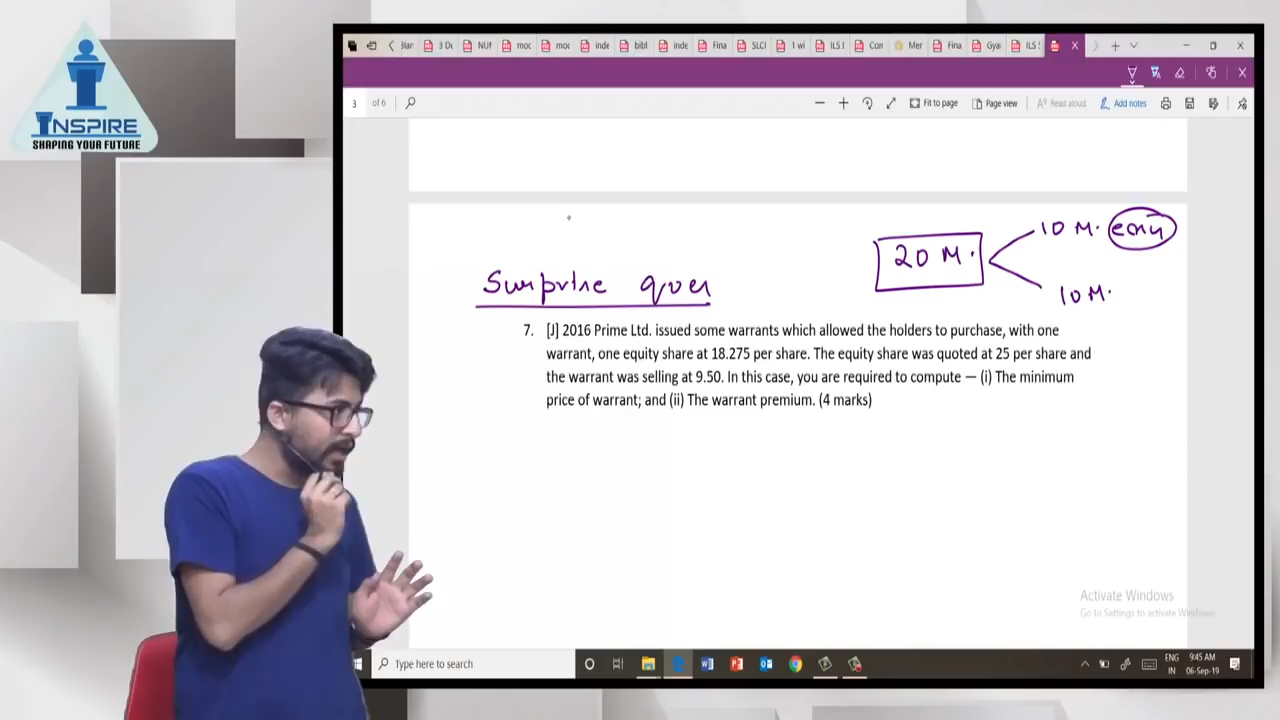 INSPIRE
SHAPING YOUR FUTURE
3 of 6
Fit to page
Page view
Read aloud
Add notes
20 M.
10 M.
10 M.
Surprise ques
7. [J] 2016 Prime Ltd. issued some warrants which allowed the holders to purchase, with one
warrant, one equity share at 18.275 per share. The equity share was quoted at 25 per share and
the warrant was selling at 9.50. In this case, you are required to compute — (i) The minimum
price of warrant; and (ii) The warrant premium. (4 marks)
Activate Windows
Go to Settings to activate Windows.
Type here to search
ENG
IN
9:45 AM
06-Sep-19